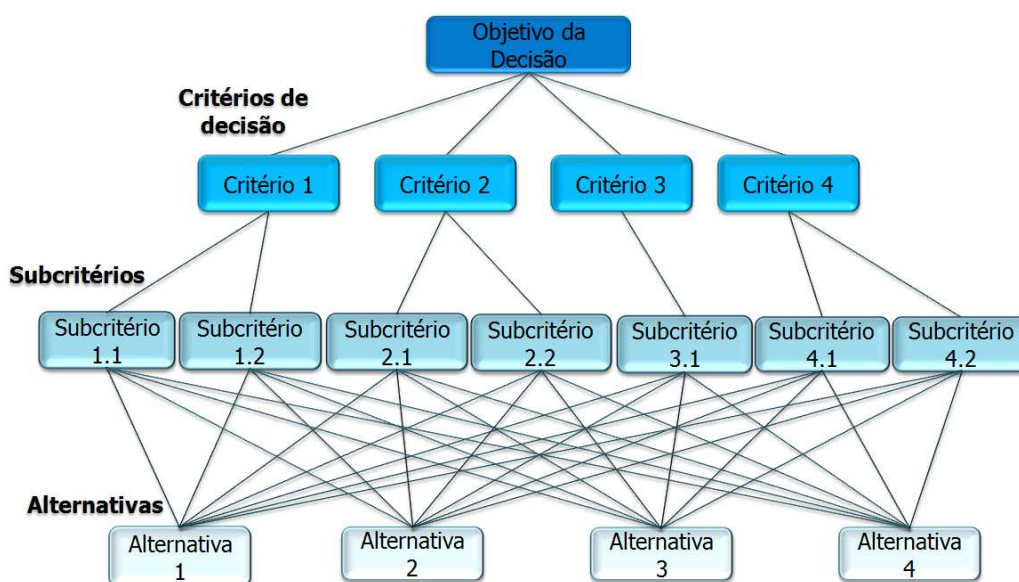 Objetivo da
Decisão
Critérios de
decisão
Critério 1
Critério 2
Critério 3
Critério 4
Subcritérios
Subcritério
1.1
Subcritério
1.2
Subcritério
2.1
Subcritério
2.2
Subcritério
3.1
Subcritério
4.1
Subcritério
4.2
Alternativas
Alternativa
1
Alternativa
2
Alternativa
3
Alternativa
4